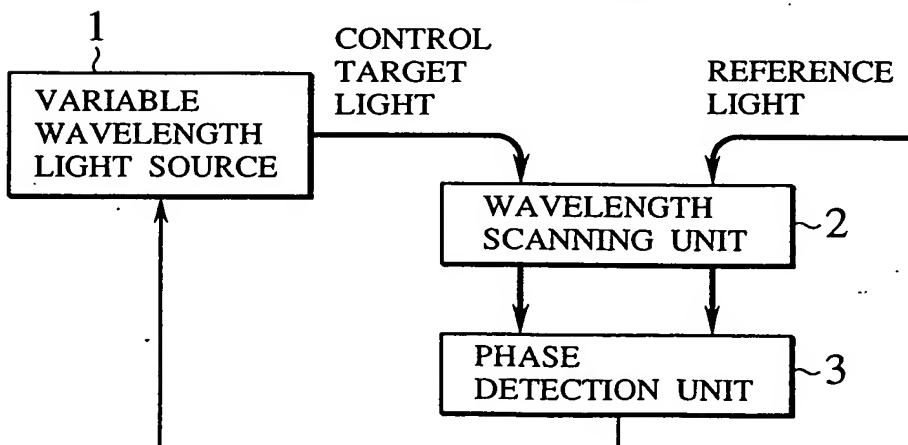 1
VARIABLE
WAVELENGTH
LIGHT SOURCE
CONTROL
TARGET
LIGHT
REFERENCE
LIGHT
WAVELENGTH
SCANNING UNIT
2
PHASE
DETECTION UNIT
3